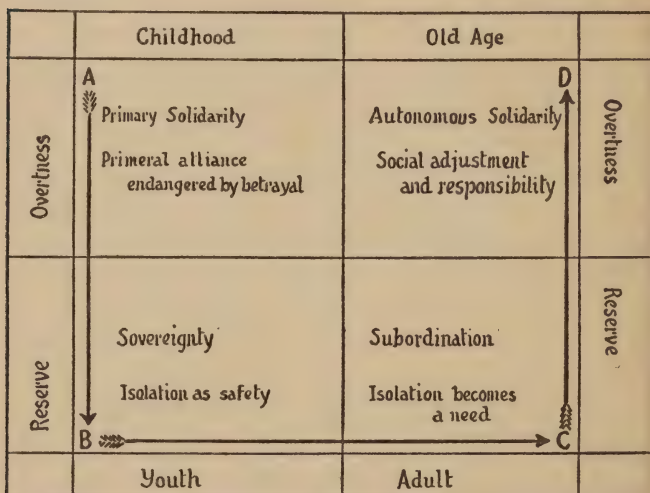 Childhood
Old Age
A
D
Primary Solidarity
Autonomous Solidarity
Primeral alliance
endangered by betrayal
Social adjustment
and responsibility
Overtness
Overtness
Sovereignty
Subordination
Isolation as safety
Isolation becomes
a need
Reserve
Reserve
B
C
Youth
Adult